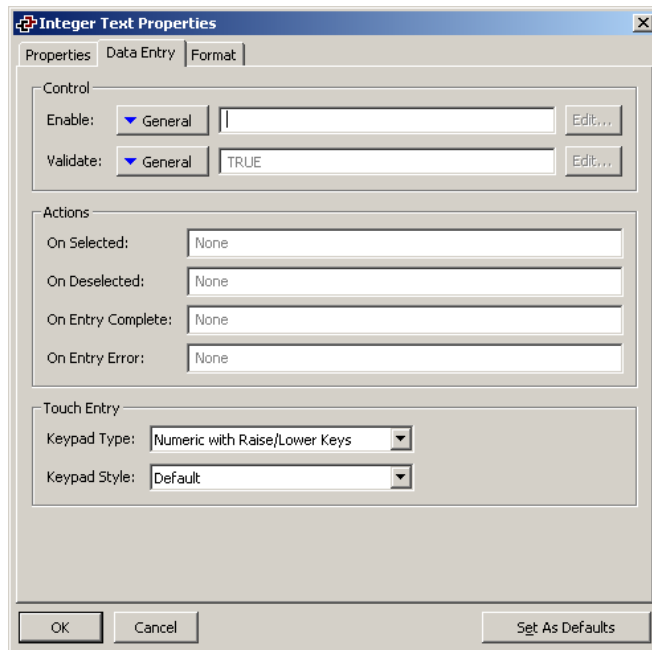 Integer Text Properties
Properties Data Entry Format
Control
Enable: General Edit...
Validate: General TRUE Edit...
Actions
On Selected: None
On Deselected: None
On Entry Complete: None
On Entry Error: None
Touch Entry
Keypad Type: Numeric with Raise/Lower Keys
Keypad Style: Default
OK Cancel Set As Defaults